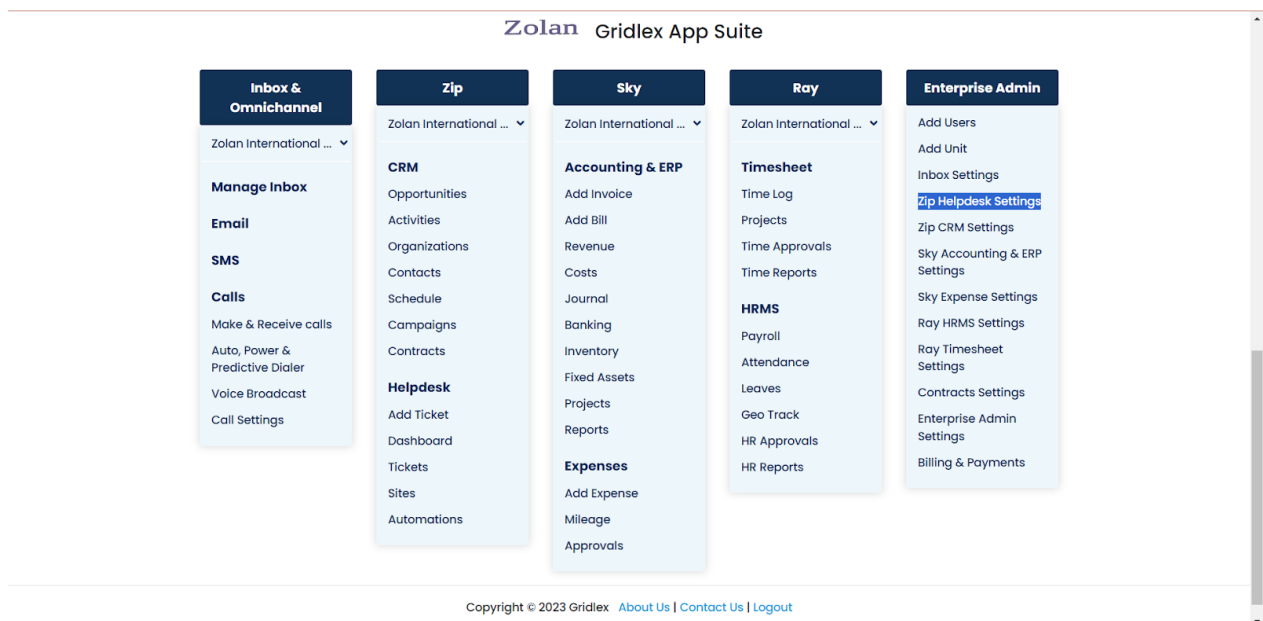 Zolan Gridlex App Suite
Inbox &
Omnichannel
Zolan International ...
Manage Inbox
Email
SMS
Calls
Make & Receive calls
Auto, Power &
Predictive Dialer
Voice Broadcast
Call Settings
Zip
Zolan International ...
CRM
Opportunities
Activities
Organizations
Contacts
Schedule
Campaigns
Contracts
Helpdesk
Add Ticket
Dashboard
Tickets
Sites
Automations
Sky
Zolan International ...
Accounting & ERP
Add Invoice
Add Bill
Revenue
Costs
Journal
Banking
Inventory
Fixed Assets
Projects
Reports
Expenses
Add Expense
Mileage
Approvals
Ray
Zolan International ...
Timesheet
Time Log
Projects
Time Approvals
Time Reports
HRMS
Payroll
Attendance
Leaves
Geo Track
HR Approvals
HR Reports
Enterprise Admin
Add Users
Add Unit
Inbox Settings
Zip Helpdesk Settings
Zip CRM Settings
Sky Accounting & ERP
Settings
Sky Expense Settings
Ray HRMS Settings
Ray Timesheet
Settings
Contracts Settings
Enterprise Admin
Settings
Billing & Payments
Copyright © 2023 Gridlex About Us | Contact Us | Logout